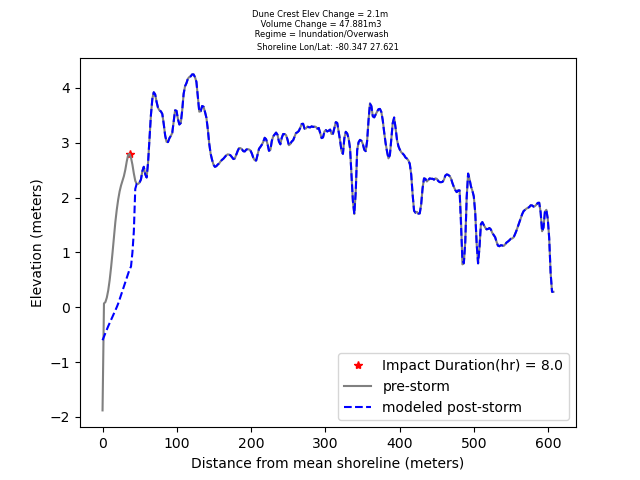 Dune Crest Elev Change = 2.1m
Volume Change = 47.881m3
Regime = Inundation/Overwash
Shoreline Lon/Lat: -80.347 27.621
4
3
2
1
0
−1
−2
Elevation (meters)
Impact Duration(hr) = 8.0
pre-storm
modeled post-storm
0 100 200 300 400 500 600
Distance from mean shoreline (meters)